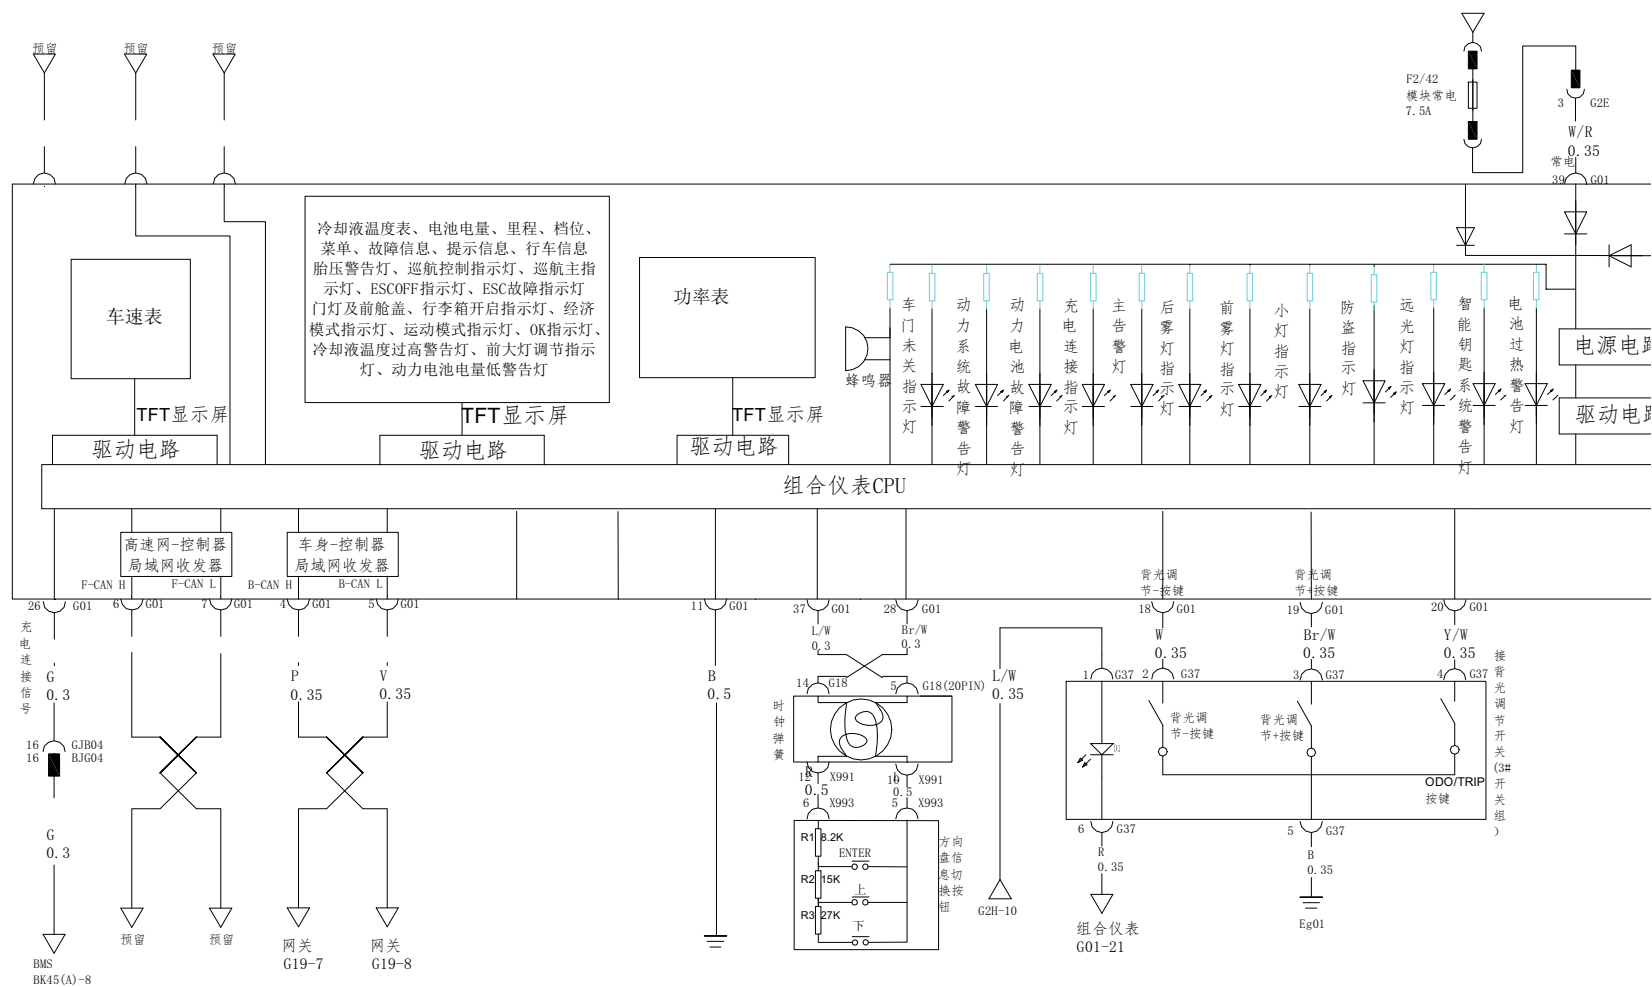 预留
预留
预留
F2/42
模块常电
7.5A
3
G2E
W/R
0.35
常电
39
G01
车速表
冷却液温度表、电池电量、里程、档位、
菜单、故障信息、提示信息、行车信息
胎压警告灯、巡航控制指示灯、巡航主指
示灯、ESCOFF指示灯、ESC故障指示灯
门灯及前舱盖、行李箱开启指示灯、经济
模式指示灯、运动模式指示灯、OK指示灯、
冷却液温度过高警告灯、前大灯调节指示
灯、动力电池电量低警告灯
功率表
蜂鸣器
车门未关指示灯
动力系统故障警告灯
动力电池故障警告灯
充电连接指示灯
主告警灯
后雾灯指示灯
前雾灯指示灯
小灯指示灯
防盗指示灯
远光灯指示灯
智能钥匙系统警告灯
电池过热警告灯
电源电路
驱动电路
TFT显示屏
TFT显示屏
TFT显示屏
驱动电路
驱动电路
驱动电路
组合仪表CPU
高速网-控制器
局域网收发器
车身-控制器
局域网收发器
F-CAN H
F-CAN L
B-CAN H
B-CAN L
背光调
节-按键
背光调
节+按键
26
G01
6
G01
7
G01
4
G01
5
G01
11
G01
37
G01
28
G01
18
G01
19
G01
20
G01
充电连接信号
G
0.3
P
0.35
V
0.35
B
0.5
L/W
0.3
Br/W
0.3
L/W
0.35
W
0.35
Br/W
0.35
Y/W
0.35
14
G18
5
G18(20PIN)
1
G37
2
G37
3
G37
4
G37
接背光调节开关(3#开关组)
时钟弹簧
背光调
节-按键
背光调
节+按键
ODO/TRIP
按键
16
GJB04
16
BJG04
X991
0.5
10
X991
0.5
6
X993
5
X993
R1
8.2K
ENTER
R2
15K
上
R3
27K
下
方向
盘信
息切
换按
钮
G
0.3
6
G37
5
G37
R
0.35
B
0.35
G2H-10
Eg01
组合仪表
G01-21
预留
预留
网关
G19-7
网关
G19-8
BMS
BK45(A)-8